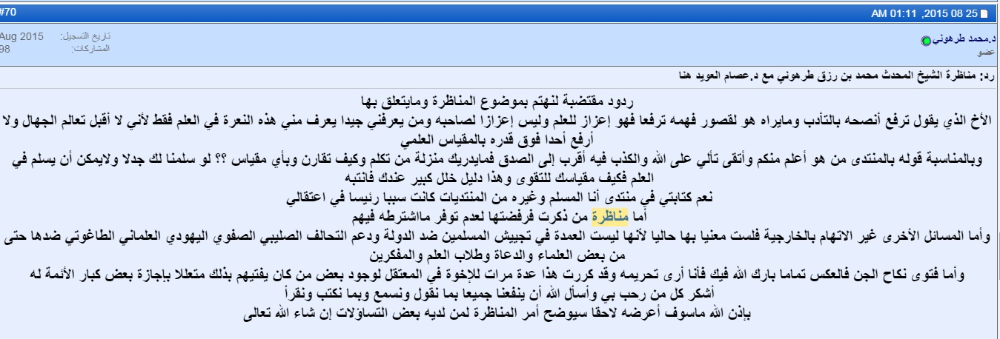 #70
25 08 2015, 01:11 AM
د.محمد طرهوني
عضو
تاريخ التسجيل: Aug 2015
المشاركات: 98
رد: مناظرة الشيخ المحدث محمد بن رزق طرهوني مع د.عصام العويد هنا
ردود مقتضبة لنهتم بموضوع المناظرة ومايتعلق بها
الأخ الذي يقول ترفع أنصحه بالتأدب ومايراه هو لقصور فهمه ترفعا فهو إعزاز للعلم وليس إعزازا لصاحبه ومن يعرفني جيدا يعرف مني هذه النعرة في العلم فقط لأني لا أقبل تعالم الجهال ولا
أرفع أحدا فوق قدره بالمقياس العلمي
وبالمناسبة قوله بالمنتدى من هو أعلم منكم وأتقى تألي على الله والكذب فيه أقرب إلى الصدق فمايدريك منزلة من تكلم وكيف تقارن وبأي مقياس ؟؟ لو سلمنا لك جدلا ولايمكن أن يسلم في
العلم فكيف مقياسك للتقوى وهذا دليل خلل كبير عندك فانتبه
نعم كتابتي في منتدى أنا المسلم وغيره من المنتديات كانت سببا رئيسا في اعتقالي
أما مناظرة من ذكرت فرفضتها لعدم توفر مااشترطه فيهم
وأما المسائل الأخرى غير الاتهام بالخارجية فلست معنيا بها حاليا لأنها ليست العمدة في تجييش المسلمين ضد الدولة ودعم التحالف الصليبي الصفوي اليهودي العلماني الطاغوتي ضدها حتى
من بعض العلماء والدعاة وطلاب العلم والمفكرين
وأما فتوى نكاح الجن فالعكس تماما بارك الله فيك فأنا أرى تحريمه وقد كررت هذا عدة مرات للإخوة في المعتقل لوجود بعض من كان يفتيهم بذلك متعللا بإجازة بعض كبار الأئمة له
أشكر كل من رحب بي وأسأل الله أن ينفعنا جميعا بما نقول ونسمع وبما نكتب ونقرأ
بإذن الله ماسوف أعرضه لاحقا سيوضح أمر المناظرة لمن لديه بعض التساؤلات إن شاء الله تعالى